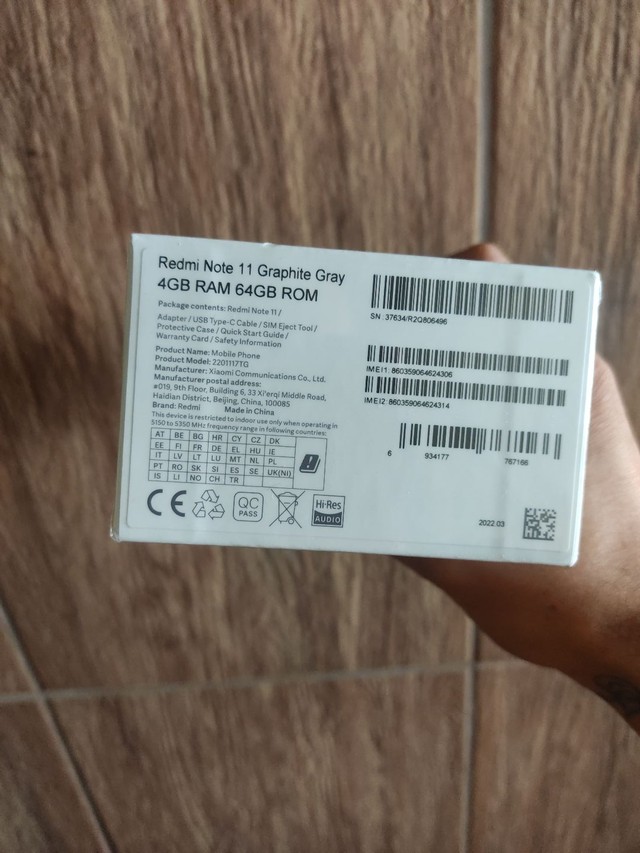 Redmi Note 11 Graphite Gray
4GB RAM 64GB ROM
Package contents: Redmi Note 11 /
Adapter / USB Type-C Cable / SIM Eject Tool /
Protective Case / Quick Start Guide /
Warranty Card / Safety Information
Product Name: Mobile Phone
Product Model: 2201117TG
Manufacturer: Xiaomi Communications Co., Ltd.
Manufacturer postal address:
#019, 9th Floor, Building 6, 33 Xi'erqi Middle Road,
Haidian District, Beijing, China, 100085
Brand: Redmi Made in China
This device is restricted to indoor use only when operating in
5150 to 5350 MHz frequency range in following countries:
AT BE BG HR CY CZ DK
EE FI FR DE EL HU IE
IT LV LT LU MT NL PL
PT RO SK SI ES SE UK(NI)
IS LI NO CH TR
CE
QC
PASS
Hi-Res
AUDIO
SN 37634/R2Q806496
IMEI1: 860359064624306
IMEI2: 860359064624314
6 934177 767166
2022.03